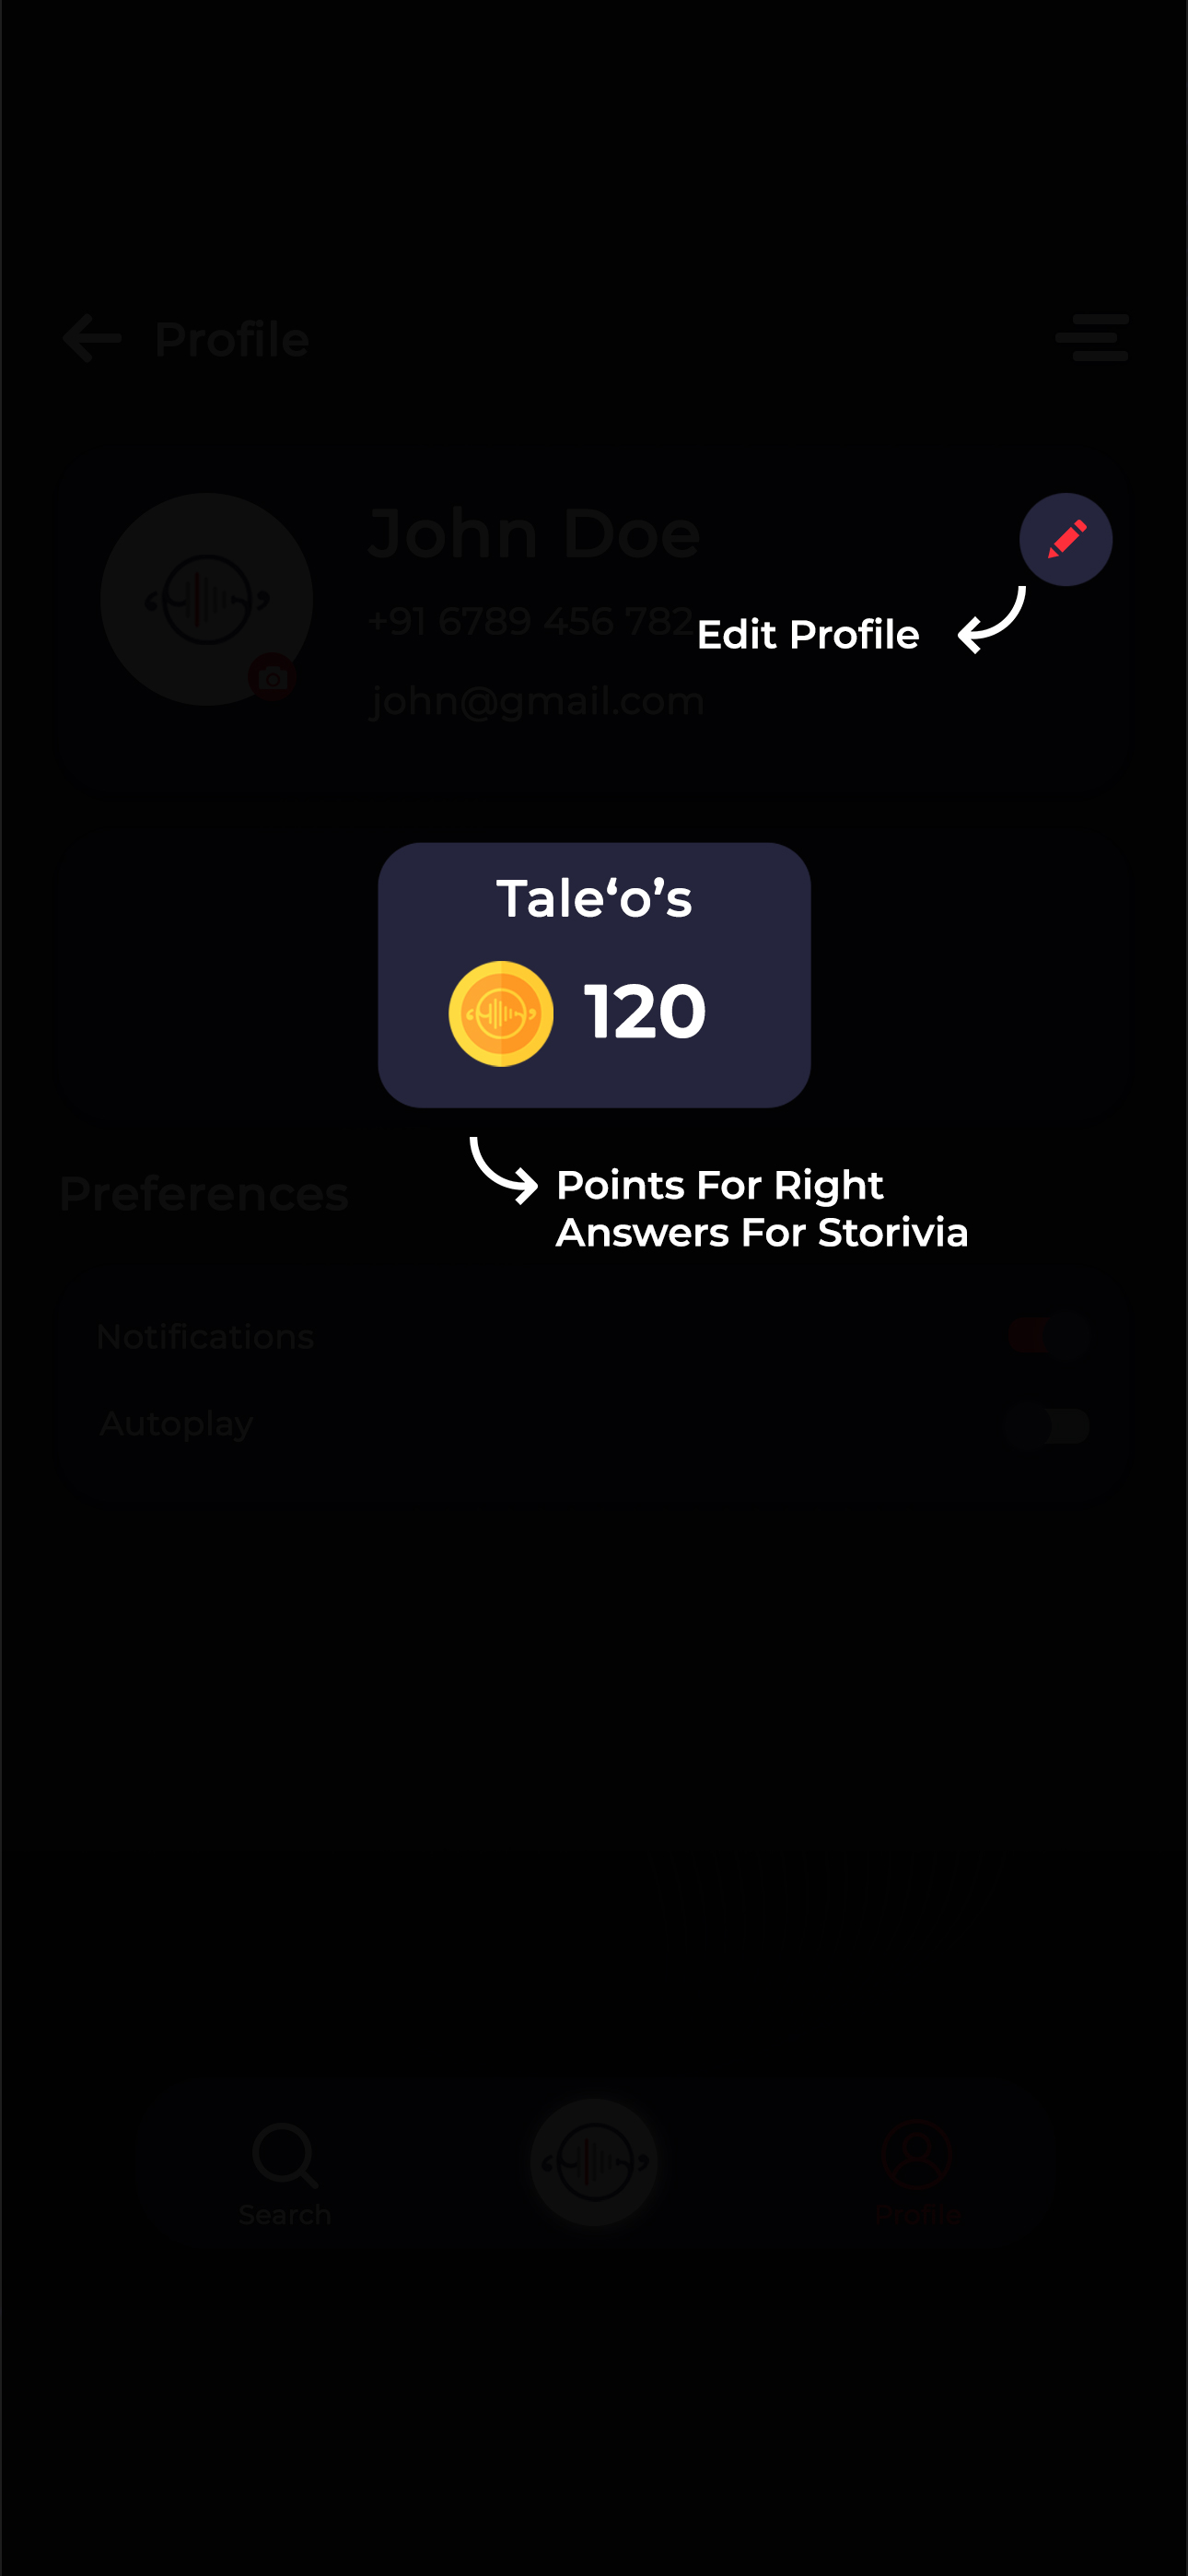 Profile
John Doe
+91 6789 456 782
Edit Profile
john@gmail.com
Tale‘o’s
120
Points For Right
Answers For Storivia
Preferences
Notifications
Autoplay
Search
Profile